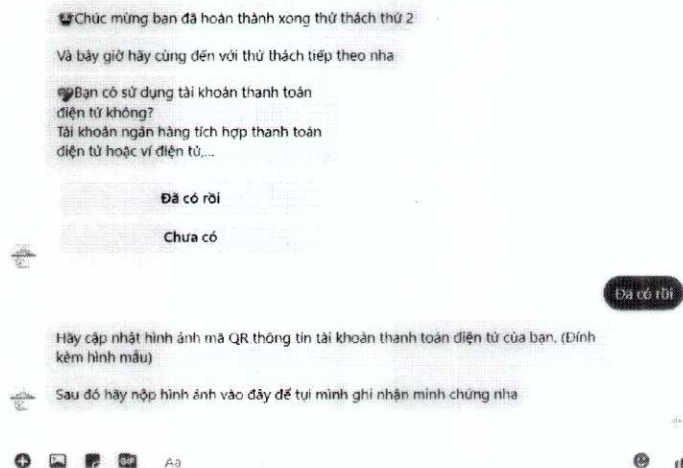 Chúc mừng bạn đã hoàn thành xong thử thách thứ 2
Và bây giờ hãy cùng đến với thử thách tiếp theo nha
Bạn có sử dụng tài khoản thanh toán
điện tử không?
Tài khoản ngân hàng tích hợp thanh toán
điện tử hoặc ví điện tử,...
Đã có rồi
Chưa có
Đã có rồi
Hãy cập nhật hình ảnh mã QR thông tin tài khoản thanh toán điện tử của bạn. (Đính
kèm hình mẫu)
Sau đó hãy nộp hình ảnh vào đây để tụi mình ghi nhận minh chứng nha
GIF
Aa